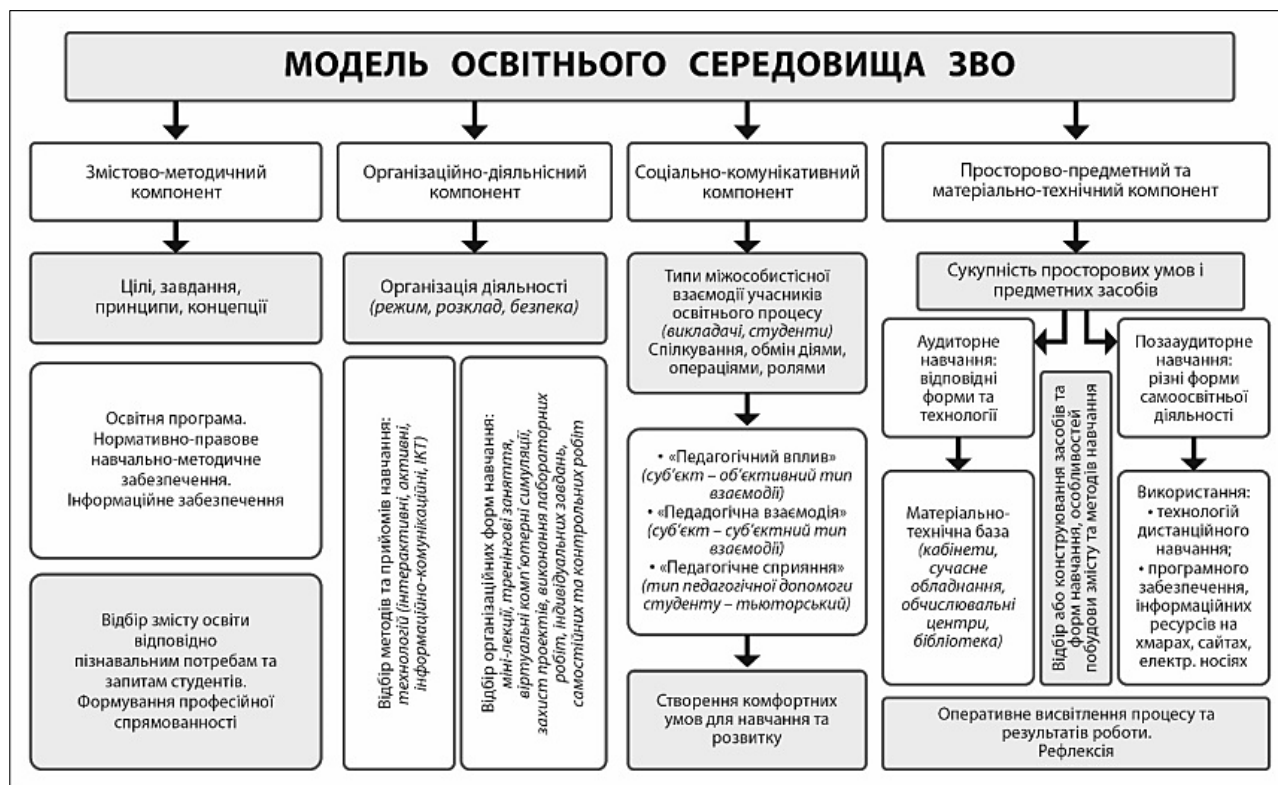 МОДЕЛЬ ОСВІТНЬОГО СЕРЕДОВИЩА ЗВО
Змістово-методичний
компонент
Цілі, завдання,
принципи, концепції
Освітня програма.
Нормативно-правове
навчально-методичне
забезпечення.
Інформаційне забезпечення
Відбір змісту освіти
відповідно
пізнавальним потребам та
запитам студентів.
Формування професійної
спрямованності
Організаційно-діяльнісний
компонент
Організація діяльності
(режим, розклад, безпека)
Відбір методів та прийомів навчання:
технологій (інтерактивні, активні,
інформаційно-комунікаційні, ІКТ)
Відбір організаційних форм навчання:
міні-лекції, тренінгові заняття,
віртуальні комп'ютерні симуляції,
захист проектів, виконання лабораторних
робіт, індивідуальних завдань,
самостійних та контрольних робіт
Соціально-комунікативний
компонент
Типи міжособистісної
взаємодії учасників
освітнього процесу
(викладачі, студенти)
Спілкування, обмін діями,
операціями, ролями
• «Педагогічний вплив»
(суб'єкт – об'єктивний тип
взаємодії)
• «Педадогічна взаємодія»
(суб'єкт – суб'єктний тип
взаємодії)
• «Педагогічне сприяння»
(тип педагогічної допомоги
студенту – тьюторський)
Створення комфортних
умов для навчання та
розвитку
Просторово-предметний та
матеріально-технічний компонент
Сукупність просторових умов і
предметних засобів
Аудиторне
навчання:
відповідні
форми та
технології
Матеріально-
технічна база
(кабінети,
сучасне
обладнання,
обчислювальні
центри,
бібліотека)
Відбір або конструювання засобів та
форм навчання, особливостей
побудови змісту та методів навчання
Позааудиторне
навчання:
різні форми
самоосвітньої
діяльності
Використання:
• технологій
дистанційного
навчання;
• програмного
забезпечення,
інформаційних
ресурсів на
хмарах, сайтах,
електр. носіях
Оперативне висвітлення процесу та
результатів роботи.
Рефлексія